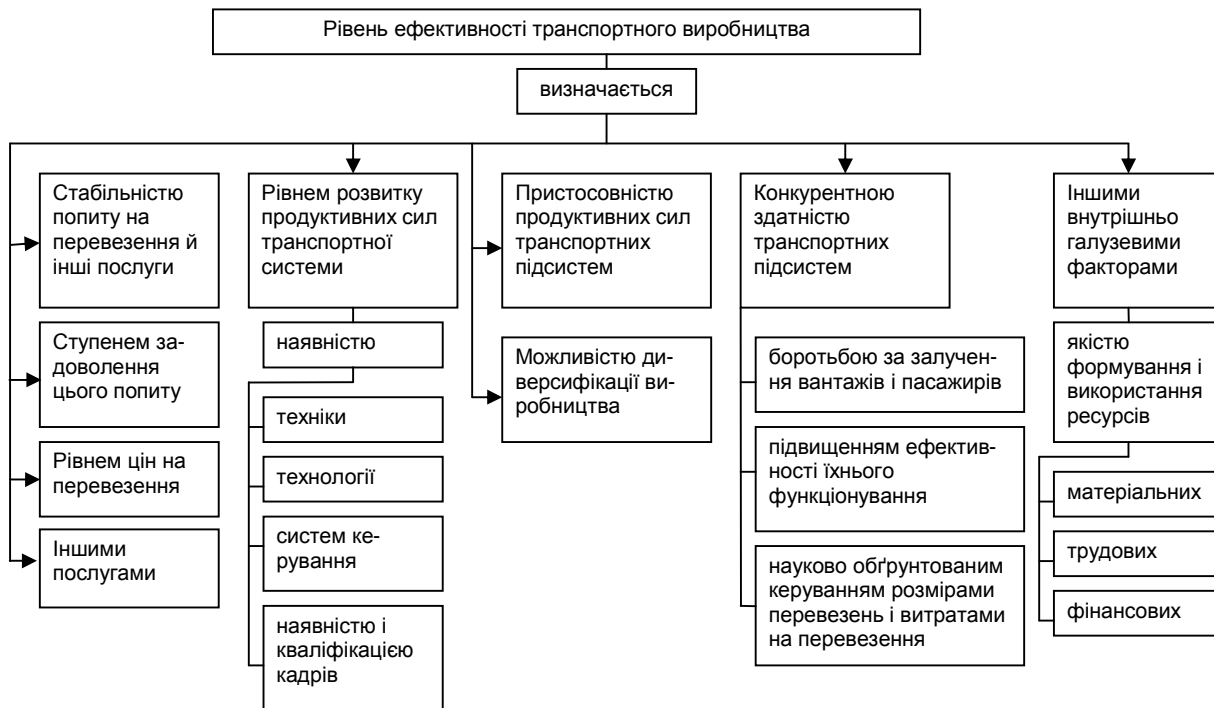 Рівень ефективності транспортного виробництва
визначається
Стабільністю
попиту на
перевезення й
інші послуги
Ступенем за-
доволення
цього попиту
Рівнем цін на
перевезення
Іншими
послугами
Рівнем розвитку
продуктивних сил
транспортної
системи
наявністю
техніки
технології
систем ке-
рування
наявністю і
кваліфікацією
кадрів
Пристосовністю
продуктивних сил
транспортних
підсистем
Можливістю ди-
версифікації ви-
робництва
Конкурентною
здатністю
транспортних
підсистем
боротьбою за залучен-
ня вантажів і пасажирів
підвищенням ефектив-
ності їхнього
функціонування
науково обґрунтованим
керуванням розмірами
перевезень і витратами
на перевезення
Іншими
внутрішньо
галузевими
факторами
якістю
формування і
використання
ресурсів
матеріальних
трудових
фінансових